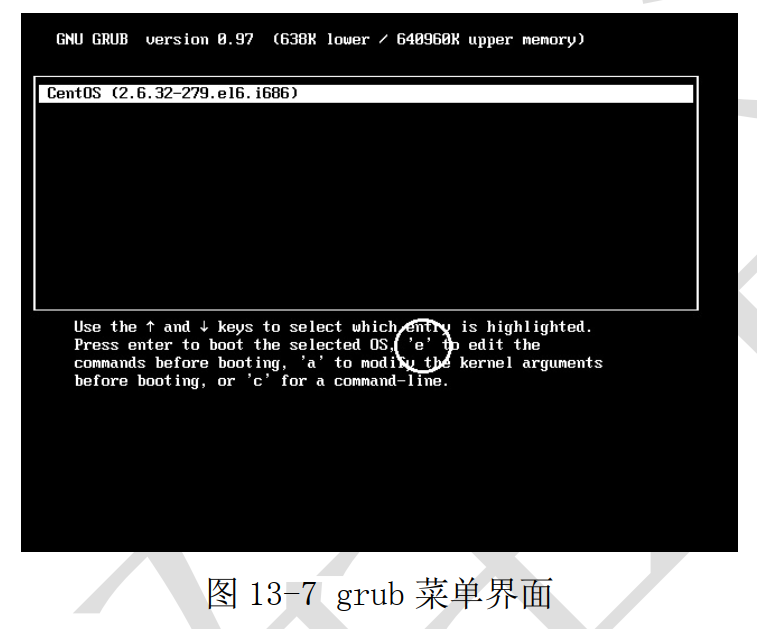 GNU GRUB  version 0.97  (638K lower / 640960K upper memory)
CentOS (2.6.32-279.el6.i686)
Use the ↑ and ↓ keys to select which entry is highlighted.
Press enter to boot the selected OS, 'e' to edit the
commands before booting, 'a' to modify the kernel arguments
before booting, or 'c' for a command-line.
图 13-7 grub 菜单界面